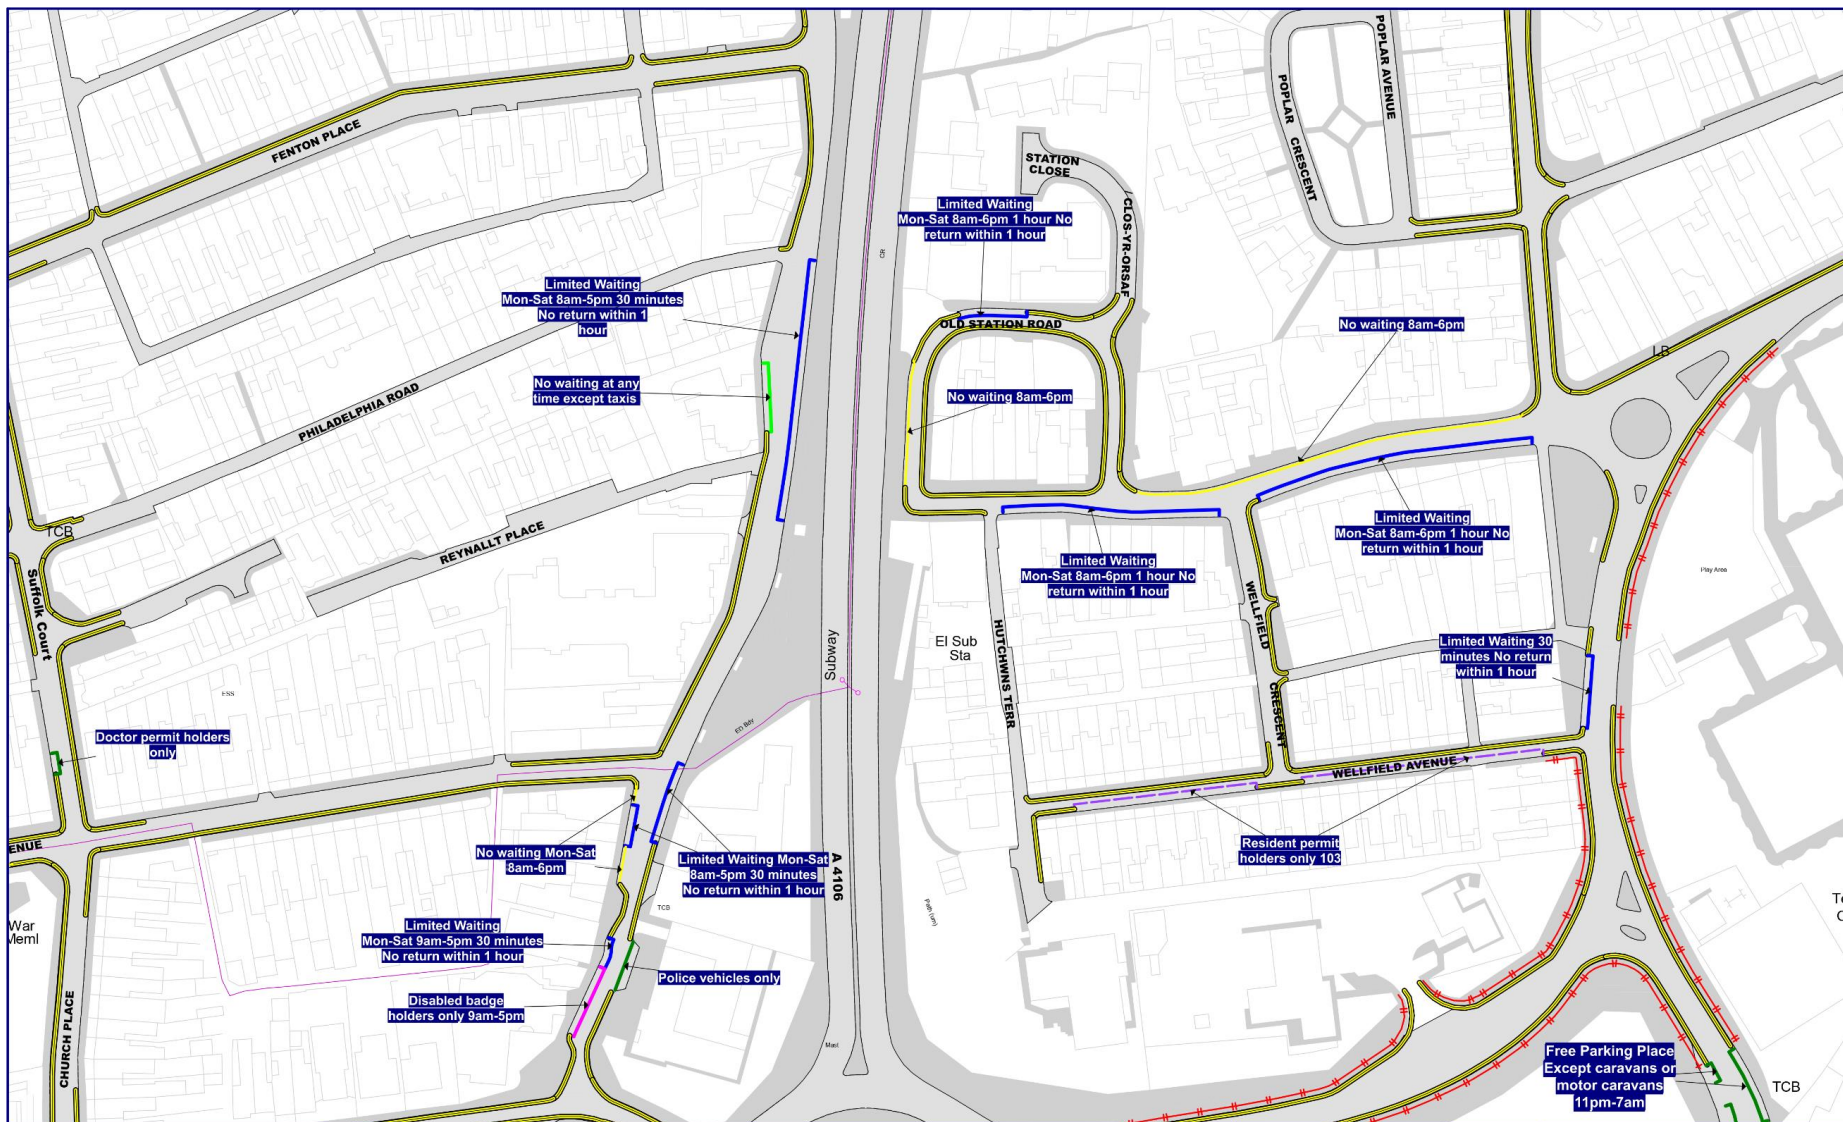 POPLAR AVENUE
POPLAR CRESCENT
FENTON PLACE
STATION
CLOSE
CLOS-YR-ORSAF
Limited Waiting
Mon-Sat 8am-6pm 1 hour No
return within 1 hour
CR
Limited Waiting
Mon-Sat 8am-5pm 30 minutes
No return within 1
hour
OLD STATION ROAD
No waiting 8am-6pm
LB
No waiting at any
time except taxis
No waiting 8am-6pm
PHILADELPHIA ROAD
TCB
REYNALLT PLACE
Limited Waiting
Mon-Sat 8am-6pm 1 hour No
return within 1 hour
Limited Waiting
Mon-Sat 8am-6pm 1 hour No
return within 1 hour
Play Area
Suffolk Court
WELLFIELD
CRESCENT
HUTCHWNS TERR
El Sub
Sta
Subway
Limited Waiting 30
minutes No return
within 1 hour
ESS
ED Bdy
Doctor permit holders
only
WELLFIELD AVENUE
ENUE
No waiting Mon-Sat
8am-6pm
Limited Waiting Mon-Sat
8am-5pm 30 minutes
No return within 1 hour
A 4106
Resident permit
holders only 103
TCB
Path (um)
War
Meml
Limited Waiting
Mon-Sat 9am-5pm 30 minutes
No return within 1 hour
Police vehicles only
Disabled badge
holders only 9am-5pm
CHURCH PLACE
Mast
Free Parking Place
Except caravans or
motor caravans
11pm-7am
TCB